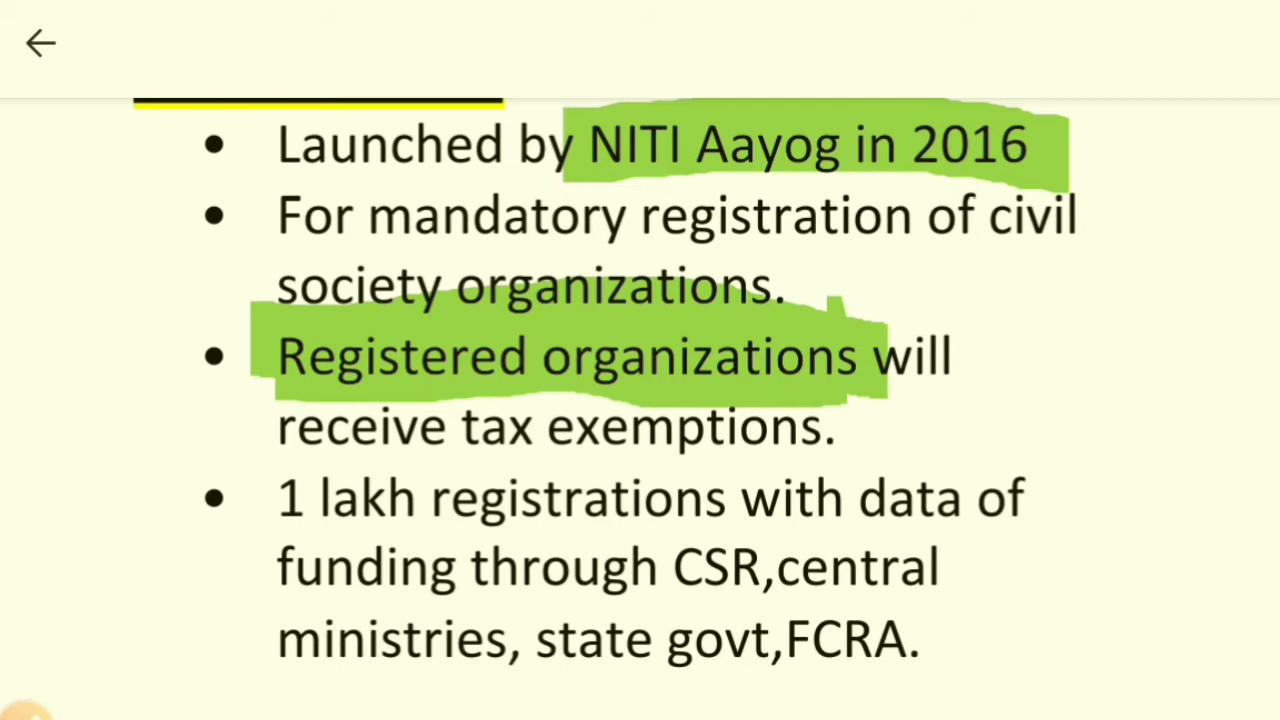 Launched by NITI Aayog in 2016
For mandatory registration of civil
society organizations.
Registered organizations will
receive tax exemptions.
1 lakh registrations with data of
funding through CSR,central
ministries, state govt,FCRA.